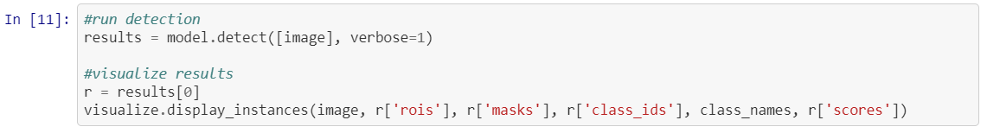 In [11]: #run detection
results = model.detect([image], verbose=1)
#visualize results
r = results[0]
visualize.display_instances(image, r['rois'], r['masks'], r['class_ids'], class_names, r['scores'])